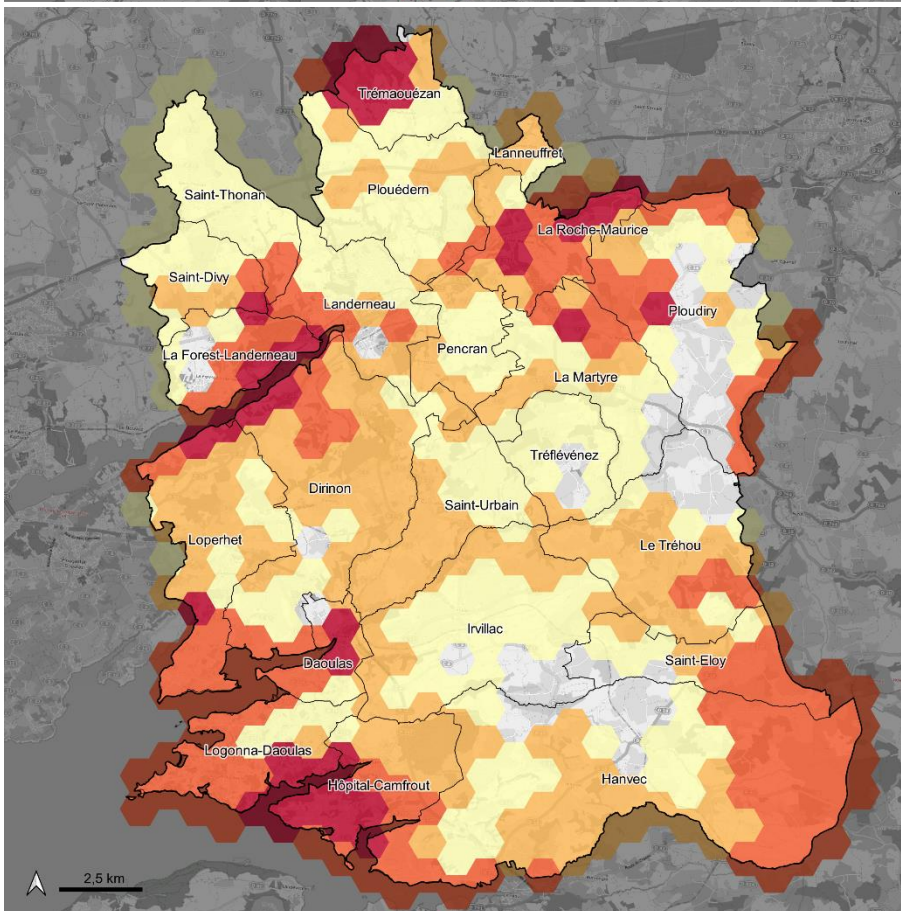 Trémaouézan
Lanneuffret
Saint-Thonan
Plouédern
La Roche-Maurice
Saint-Divy
Landerneau
Ploudiry
La Forest-Landerneau
Pencran
La Martyre
Tréflévénez
Dirinon
Saint-Urbain
Loperhet
Le Tréhou
Irvillac
Daoulas
Saint-Eloy
Logonna-Daoulas
Hôpital-Camfrout
Hanvec
2,5 km